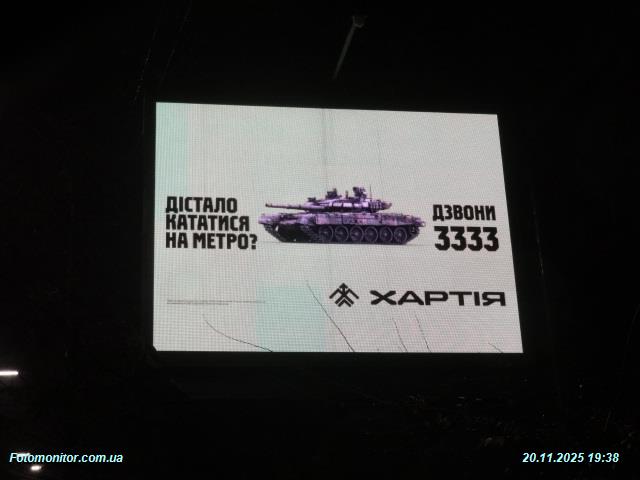 ДІСТАЛО
КАТАТИСЯ
НА МЕТРО?
ДЗВОНИ
3333
ХАРТІЯ
Fotomonitor.com.ua
20.11.2025 19:38